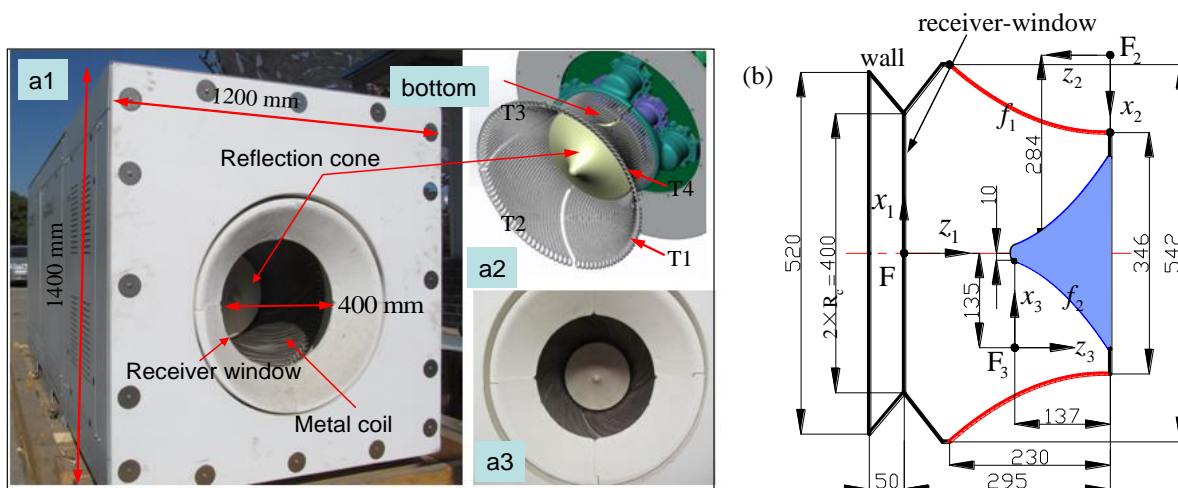 a1
1200 mm
1400 mm
Reflection cone
400 mm
Receiver window
Metal coil
bottom
T3
T4
T2
T1
a2
a3
(b)
receiver-window
wall
F₂
z₂
x₂
f₁
284
10
x₁
z₁
F
520
2×R_c=400
135
x₃
f₂
F₃
z₃
346
542
137
230
50
295